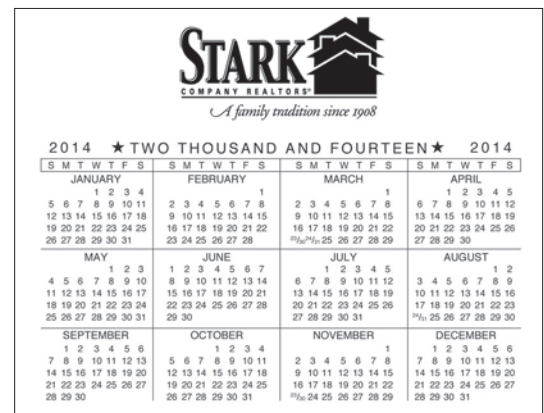 STARK
COMPANY REALTORS®
A family tradition since 1908
2014 ★TWO THOUSAND AND FOURTEEN★ 2014
S M T W T F S S M T W T F S S M T W T F S S M T W T F S
JANUARY FEBRUARY MARCH APRIL
1 2 3 4 1 1 1 2 3 4 5
5 6 7 8 9 10 11 2 3 4 5 6 7 8 2 3 4 5 6 7 8 6 7 8 9 10 11 12
12 13 14 15 16 17 18 9 10 11 12 13 14 15 9 10 11 12 13 14 15 13 14 15 16 17 18 19
19 20 21 22 23 24 25 16 17 18 19 20 21 22 16 17 18 19 20 21 22 20 21 22 23 24 25 26
26 27 28 29 30 31 23 24 25 26 27 28 23/30 24/31 25 26 27 28 29 27 28 29 30
MAY JUNE JULY AUGUST
1 2 3 1 2 3 4 5 6 7 1 2 3 4 5 1 2
4 5 6 7 8 9 10 8 9 10 11 12 13 14 6 7 8 9 10 11 12 3 4 5 6 7 8 9
11 12 13 14 15 16 17 15 16 17 18 19 20 21 13 14 15 16 17 18 19 10 11 12 13 14 15 16
18 19 20 21 22 23 24 22 23 24 25 26 27 28 20 21 22 23 24 25 26 17 18 19 20 21 22 23
25 26 27 28 29 30 31 29 30 27 28 29 30 31 24/31 25 26 27 28 29 30
SEPTEMBER OCTOBER NOVEMBER DECEMBER
1 2 3 4 5 6 1 2 3 4 1 1 2 3 4 5 6
7 8 9 10 11 12 13 5 6 7 8 9 10 11 2 3 4 5 6 7 8 7 8 9 10 11 12 13
14 15 16 17 18 19 20 12 13 14 15 16 17 18 9 10 11 12 13 14 15 14 15 16 17 18 19 20
21 22 23 24 25 26 27 19 20 21 22 23 24 25 16 17 18 19 20 21 22 21 22 23 24 25 26 27
28 29 30 26 27 28 29 30 31 23/30 24 25 26 27 28 29 28 29 30 31